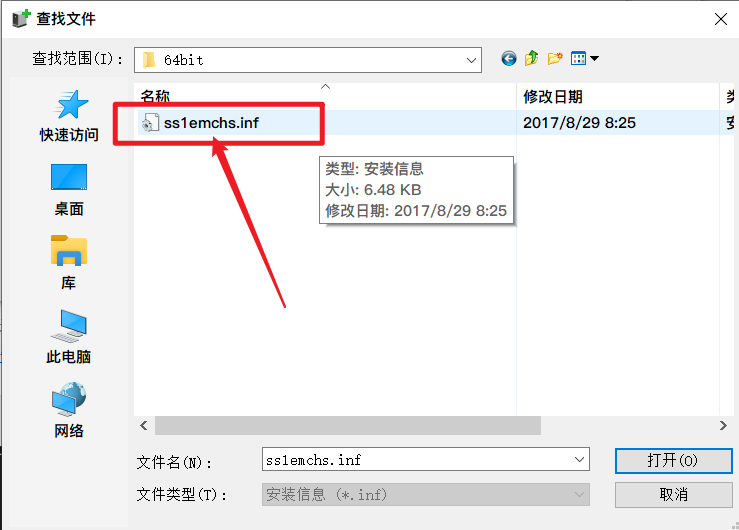 查找文件
查找范围(I):
64bit
名称
修改日期
ss1emchs.inf
2017/8/29 8:25
类型: 安装信息
大小: 6.48 KB
修改日期: 2017/8/29 8:25
快速访问
桌面
库
此电脑
网络
文件名(N):
ss1emchs.inf
打开(O)
文件类型(T):
安装信息 (*.inf)
取消